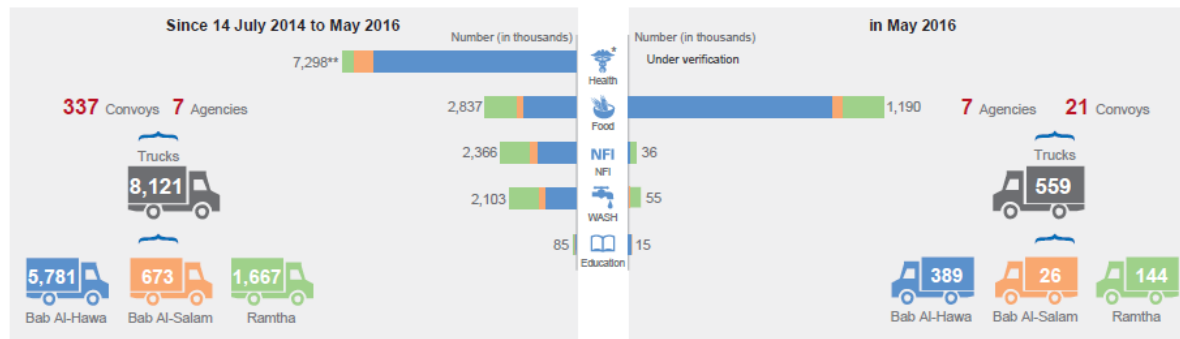 Since 14 July 2014 to May 2016
Number (in thousands)
7,298**
337 Convoys 7 Agencies
2,837
Trucks
8,121
2,366
2,103
85
5,781
673
1,667
Bab Al-Hawa
Bab Al-Salam
Ramtha
*
Health
Food
NFI
NFI
WASH
Education
in May 2016
Number (in thousands)
Under verification
1,190
7 Agencies 21 Convoys
Trucks
559
36
55
15
389
26
144
Bab Al-Hawa
Bab Al-Salam
Ramtha